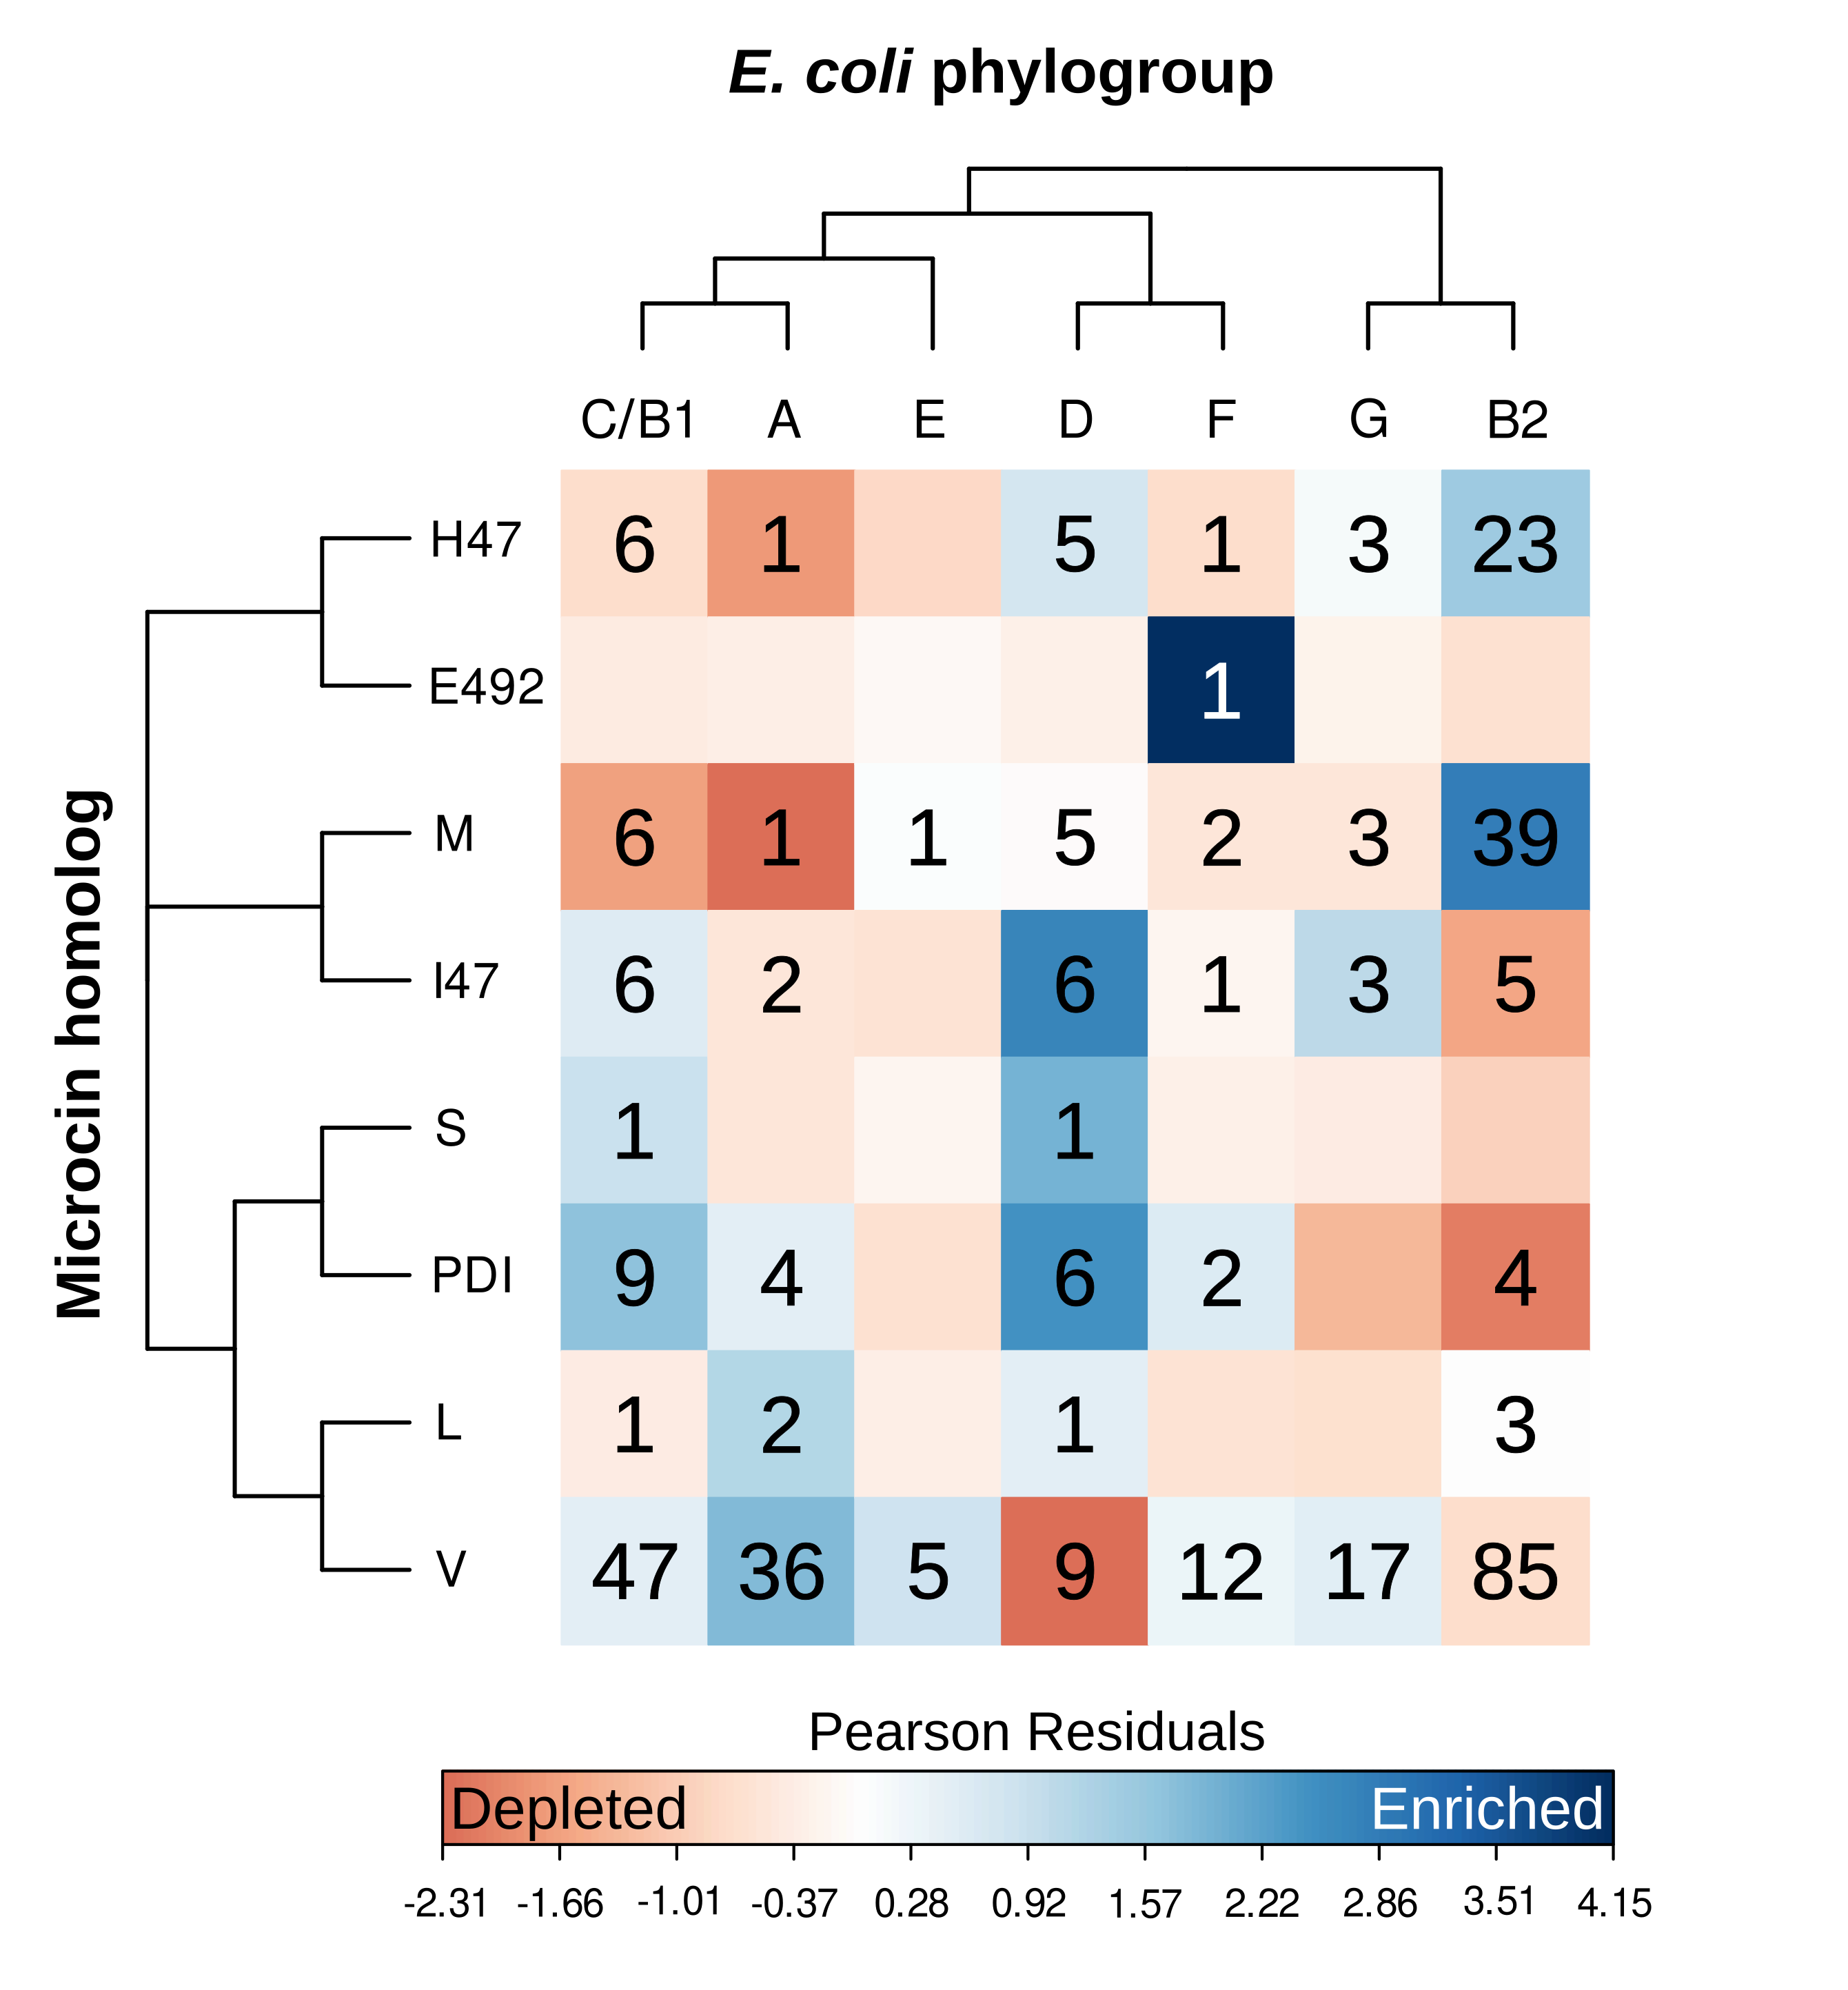 E. coli phylogroup
C/B1 A E D F G B2
Microcin homolog
H47 6 1 5 1 3 23
E492 1
M 6 1 1 5 2 3 39
I47 6 2 6 1 3 5
S 1 1
PDI 9 4 6 2 4
L 1 2 1 3
V 47 36 5 9 12 17 85
Pearson Residuals
Depleted Enriched
-2.31 -1.66 -1.01 -0.37 0.28 0.92 1.57 2.22 2.86 3.51 4.15